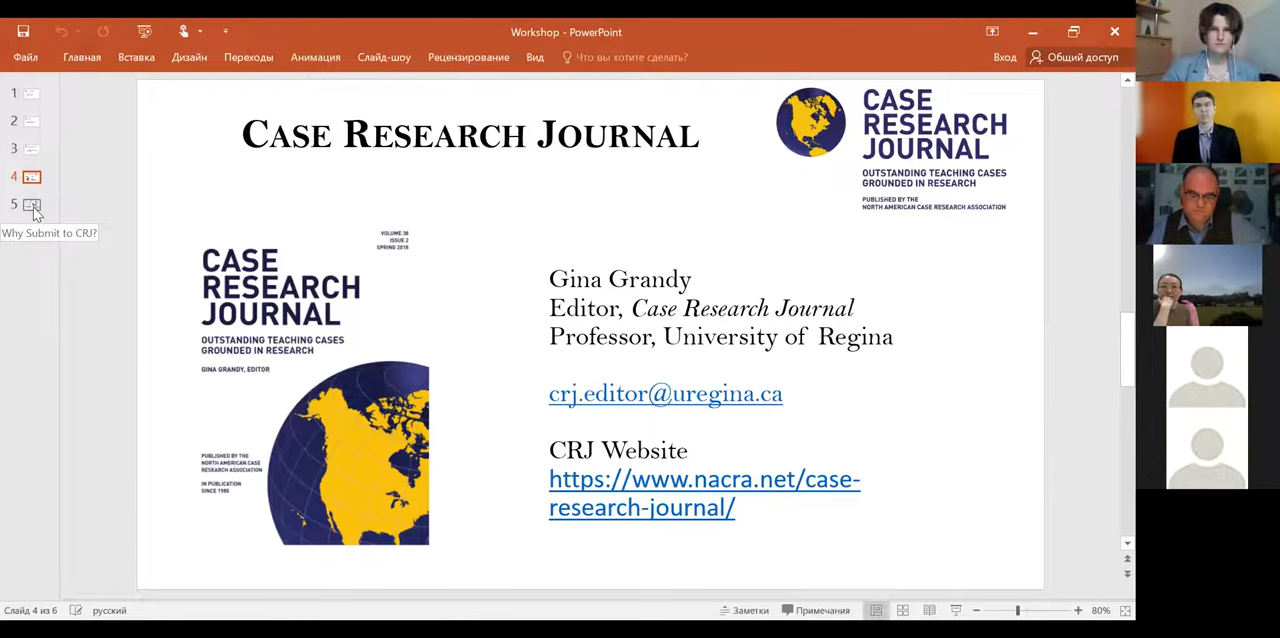 Workshop - PowerPoint
Файл
Главная
Вставка
Дизайн
Переходы
Анимация
Слайд-шоу
Рецензирование
Вид
Что вы хотите сделать?
Вход
Общий доступ
1
2
3
4
5
Why Submit to CRJ?
CASE RESEARCH JOURNAL
CASE
RESEARCH
JOURNAL
OUTSTANDING TEACHING CASES
GROUNDED IN RESEARCH
PUBLISHED BY THE
NORTH AMERICAN CASE RESEARCH ASSOCIATION
VOLUME 38
ISSUE 2
SPRING 2018
CASE
RESEARCH
JOURNAL
OUTSTANDING TEACHING CASES
GROUNDED IN RESEARCH
GINA GRANDY, EDITOR
PUBLISHED BY THE
NORTH AMERICAN CASE
RESEARCH ASSOCIATION
IN PUBLICATION
SINCE 1980
Gina Grandy
Editor, Case Research Journal
Professor, University of Regina
crj.editor@uregina.ca
CRJ Website
https://www.nacra.net/case-
research-journal/
Слайд 4 из 6
русский
Заметки
Примечания
80%